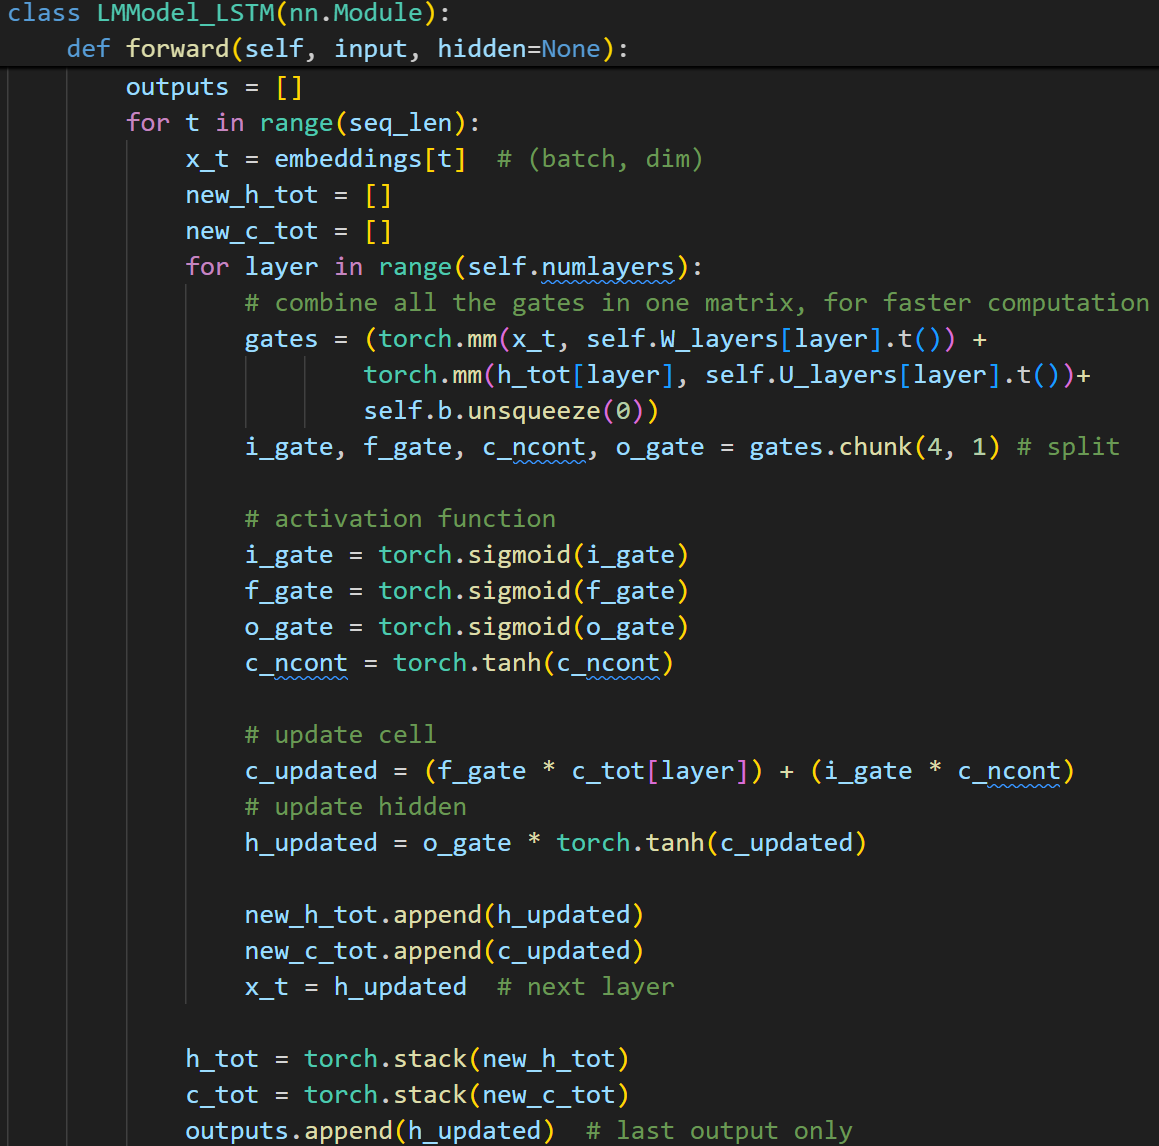 class LMModel_LSTM(nn.Module):
    def forward(self, input, hidden=None):
        outputs = []
        for t in range(seq_len):
            x_t = embeddings[t]  # (batch, dim)
            new_h_tot = []
            new_c_tot = []
            for layer in range(self.numlayers):
                # combine all the gates in one matrix, for faster computation
                gates = (torch.mm(x_t, self.W_layers[layer].t()) +
                        torch.mm(h_tot[layer], self.U_layers[layer].t())+
                        self.b.unsqueeze(0))
                i_gate, f_gate, c_ncont, o_gate = gates.chunk(4, 1) # split

                # activation function
                i_gate = torch.sigmoid(i_gate)
                f_gate = torch.sigmoid(f_gate)
                o_gate = torch.sigmoid(o_gate)
                c_ncont = torch.tanh(c_ncont)

                # update cell
                c_updated = (f_gate * c_tot[layer]) + (i_gate * c_ncont)
                # update hidden
                h_updated = o_gate * torch.tanh(c_updated)

                new_h_tot.append(h_updated)
                new_c_tot.append(c_updated)
                x_t = h_updated  # next layer

            h_tot = torch.stack(new_h_tot)
            c_tot = torch.stack(new_c_tot)
            outputs.append(h_updated)  # last output only